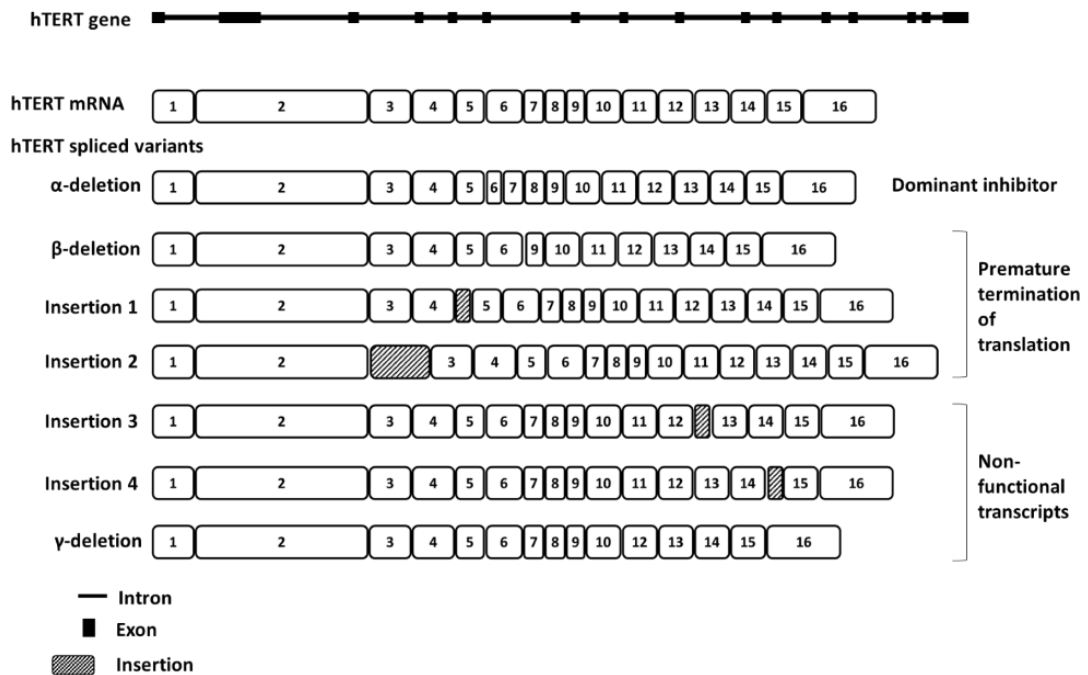 hTERT gene
hTERT mRNA 1 2 3 4 5 6 7 8 9 10 11 12 13 14 15 16
hTERT spliced variants
α-deletion 1 2 3 4 5 6 7 8 9 10 11 12 13 14 15 16 Dominant inhibitor
β-deletion 1 2 3 4 5 6 9 10 11 12 13 14 15 16
Insertion 1 1 2 3 4 5 6 7 8 9 10 11 12 13 14 15 16
Insertion 2 1 2 3 4 5 6 7 8 9 10 11 12 13 14 15 16
Premature
termination
of
translation
Insertion 3 1 2 3 4 5 6 7 8 9 10 11 12 13 14 15 16
Insertion 4 1 2 3 4 5 6 7 8 9 10 11 12 13 14 15 16
γ-deletion 1 2 3 4 5 6 7 8 9 10 12 13 14 15 16
Non-
functional
transcripts
Intron
Exon
Insertion